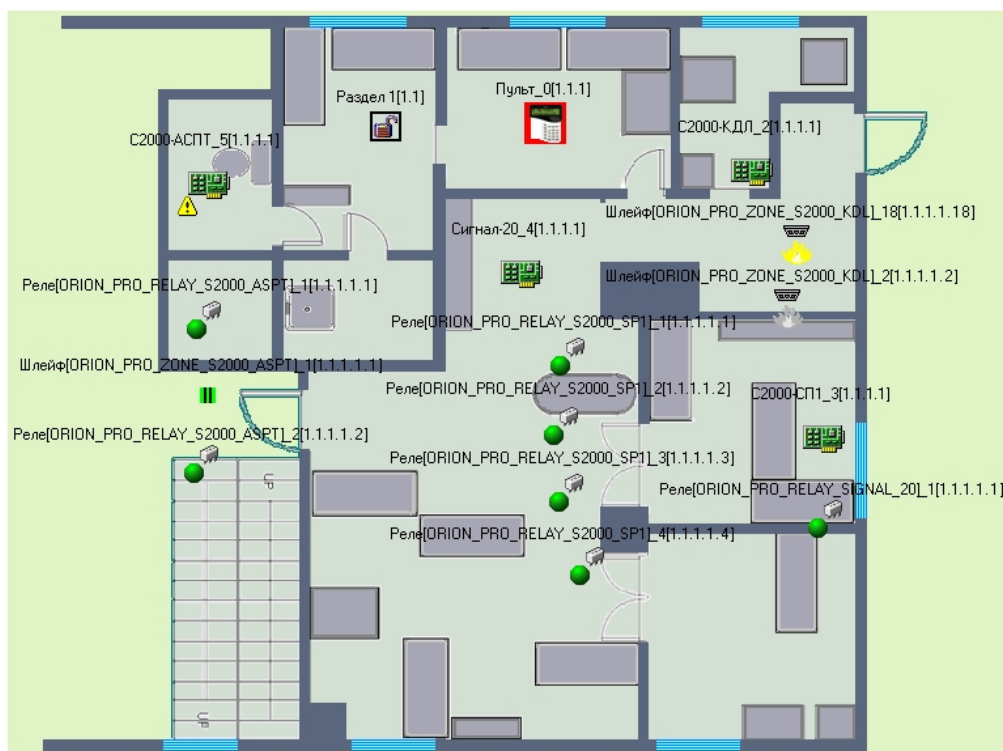 Раздел 1[1.1]
Пульт_0[1.1.1]
С2000-КДЛ_2[1.1.1.1]
С2000-АСПТ_5[1.1.1.1]
Шлейф[ORION_PRO_ZONE_S2000_KDL]_18[1.1.1.1.18]
Сигнал-20_4[1.1.1.1]
Шлейф[ORION_PRO_ZONE_S2000_KDL]_2[1.1.1.1.2]
Реле[ORION_PRO_RELAY_S2000_ASPT]_1[1.1.1.1.1]
Реле[ORION_PRO_RELAY_S2000_SP1]_1[1.1.1.1.1]
Шлейф[ORION_PRO_ZONE_S2000_ASPT]_1[1.1.1.1.1]
Реле[ORION_PRO_RELAY_S2000_SP1]_2[1.1.1.1.2]
С2000-СП1_3[1.1.1.1]
Реле[ORION_PRO_RELAY_S2000_ASPT]_2[1.1.1.1.2]
Реле[ORION_PRO_RELAY_S2000_SP1]_3[1.1.1.1.3]
UP
Реле[ORION_PRO_RELAY_SIGNAL_20]_1[1.1.1.1.1]
Реле[ORION_PRO_RELAY_S2000_SP1]_4[1.1.1.1.4]
UP